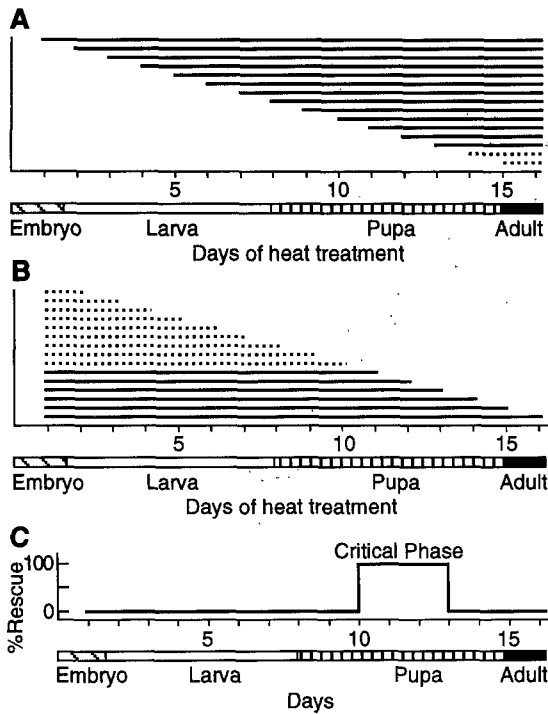 A
5 10 15
Embryo Larva Pupa Adult
Days of heat treatment
B
5 10 15
Embryo Larva Pupa Adult
Days of heat treatment
C
Critical Phase
100
0
%Rescue
5 10 15
Embryo Larva Pupa Adult
Days